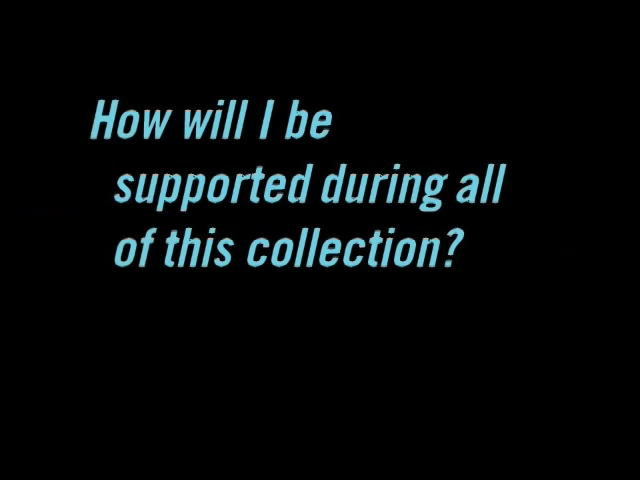 How will I be
supported during all
of this collection?